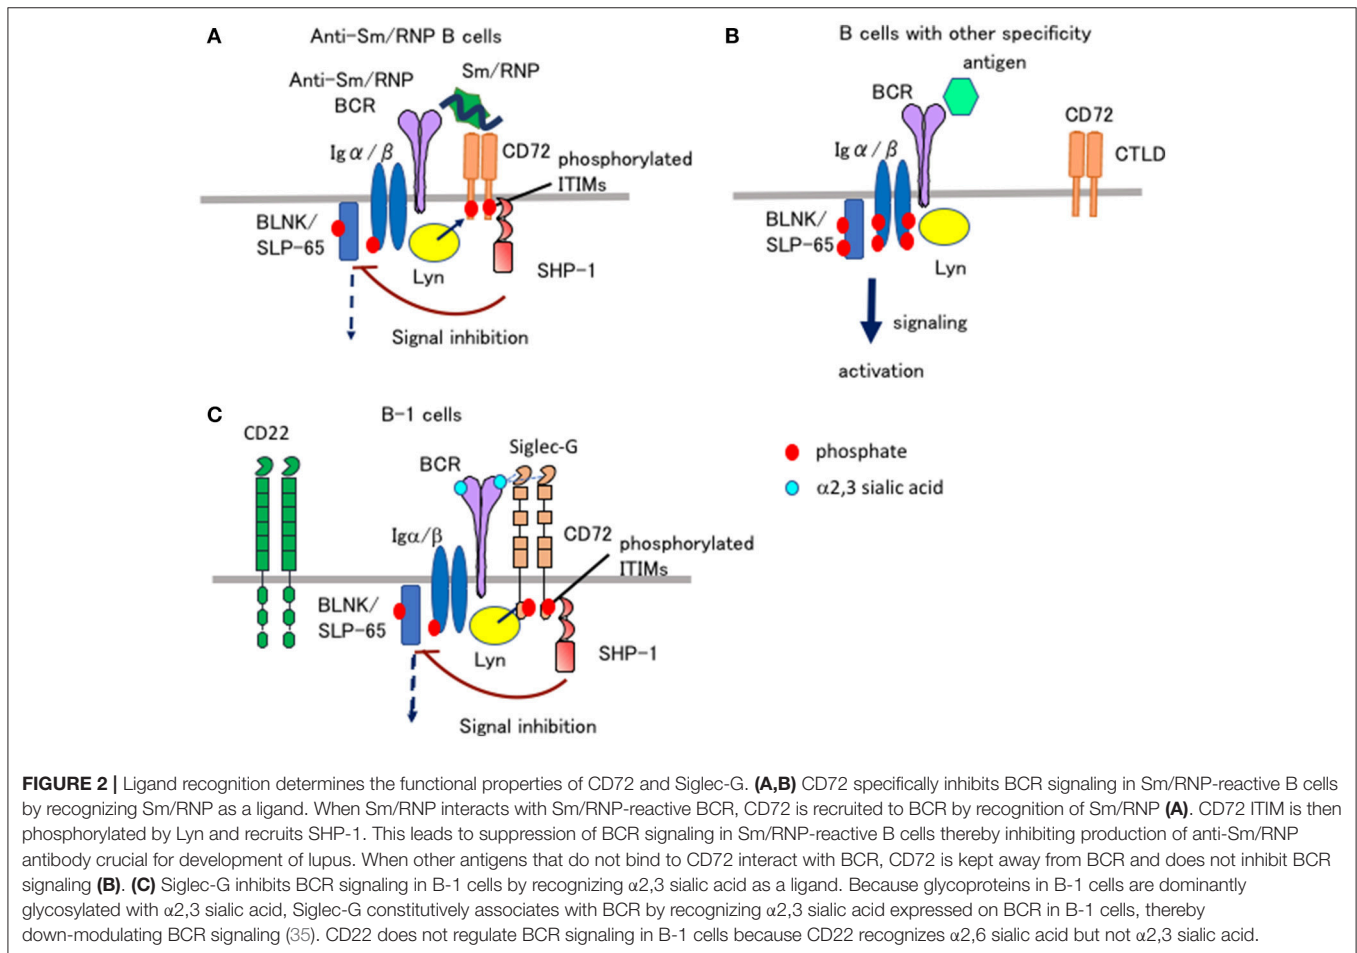 A
Anti-Sm/RNP B cells
Anti-Sm/RNP
BCR
Sm/RNP
Ig α/β
CD72
phosphorylated
ITIMs
BLNK/
SLP-65
Lyn
SHP-1
Signal inhibition
B
B cells with other specificity
antigen
BCR
CD72
Ig α/β
CTLD
BLNK/
SLP-65
Lyn
signaling
activation
C
B-1 cells
CD22
Siglec-G
BCR
Igα/β
CD72
phosphorylated
ITIMs
BLNK/
SLP-65
Lyn
SHP-1
Signal inhibition
phosphate
α2,3 sialic acid
FIGURE 2 | Ligand recognition determines the functional properties of CD72 and Siglec-G. (A,B) CD72 specifically inhibits BCR signaling in Sm/RNP-reactive B cells
by recognizing Sm/RNP as a ligand. When Sm/RNP interacts with Sm/RNP-reactive BCR, CD72 is recruited to BCR by recognition of Sm/RNP (A). CD72 ITIM is then
phosphorylated by Lyn and recruits SHP-1. This leads to suppression of BCR signaling in Sm/RNP-reactive B cells thereby inhibiting production of anti-Sm/RNP
antibody crucial for development of lupus. When other antigens that do not bind to CD72 interact with BCR, CD72 is kept away from BCR and does not inhibit BCR
signaling (B). (C) Siglec-G inhibits BCR signaling in B-1 cells by recognizing α2,3 sialic acid as a ligand. Because glycoproteins in B-1 cells are dominantly
glycosylated with α2,3 sialic acid, Siglec-G constitutively associates with BCR by recognizing α2,3 sialic acid expressed on BCR in B-1 cells, thereby
down-modulating BCR signaling (35). CD22 does not regulate BCR signaling in B-1 cells because CD22 recognizes α2,6 sialic acid but not α2,3 sialic acid.